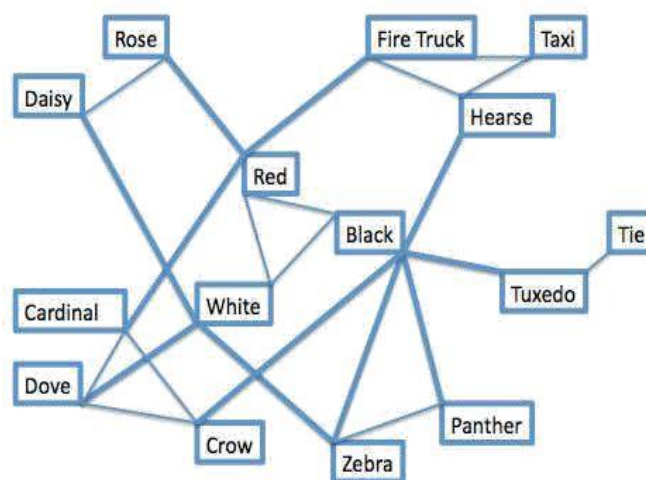 Rose
Fire Truck
Taxi
Daisy
Hearse
Red
Black
Tie
Tuxedo
White
Cardinal
Dove
Crow
Panther
Zebra